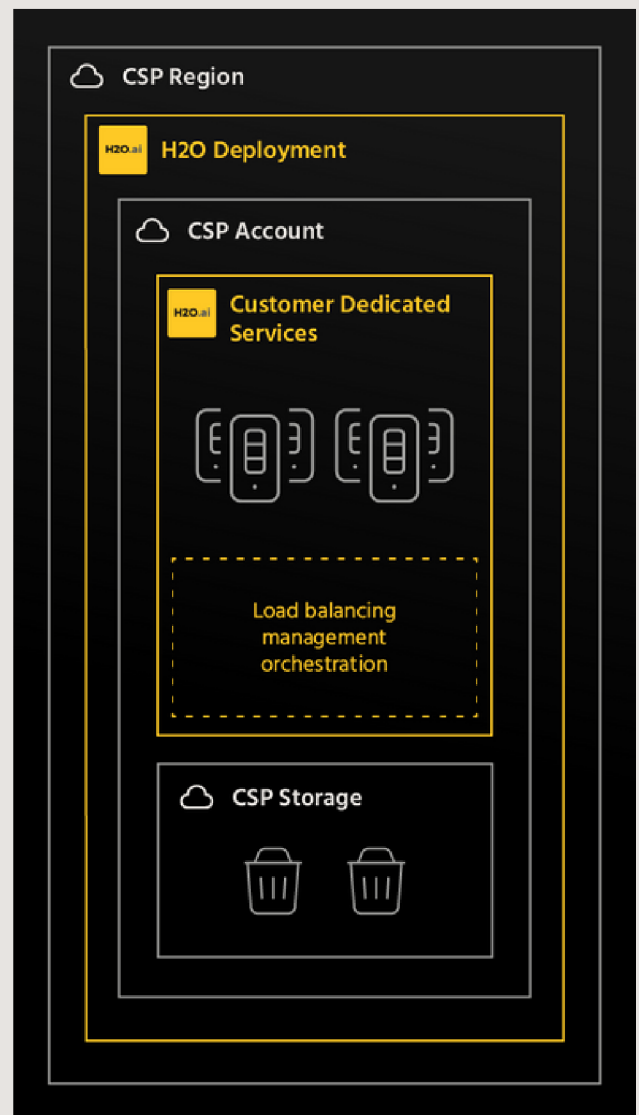 CSP Region
H2O.ai
H2O Deployment
CSP Account
H2O.ai
Customer Dedicated
Services
Load balancing
management
orchestration
CSP Storage